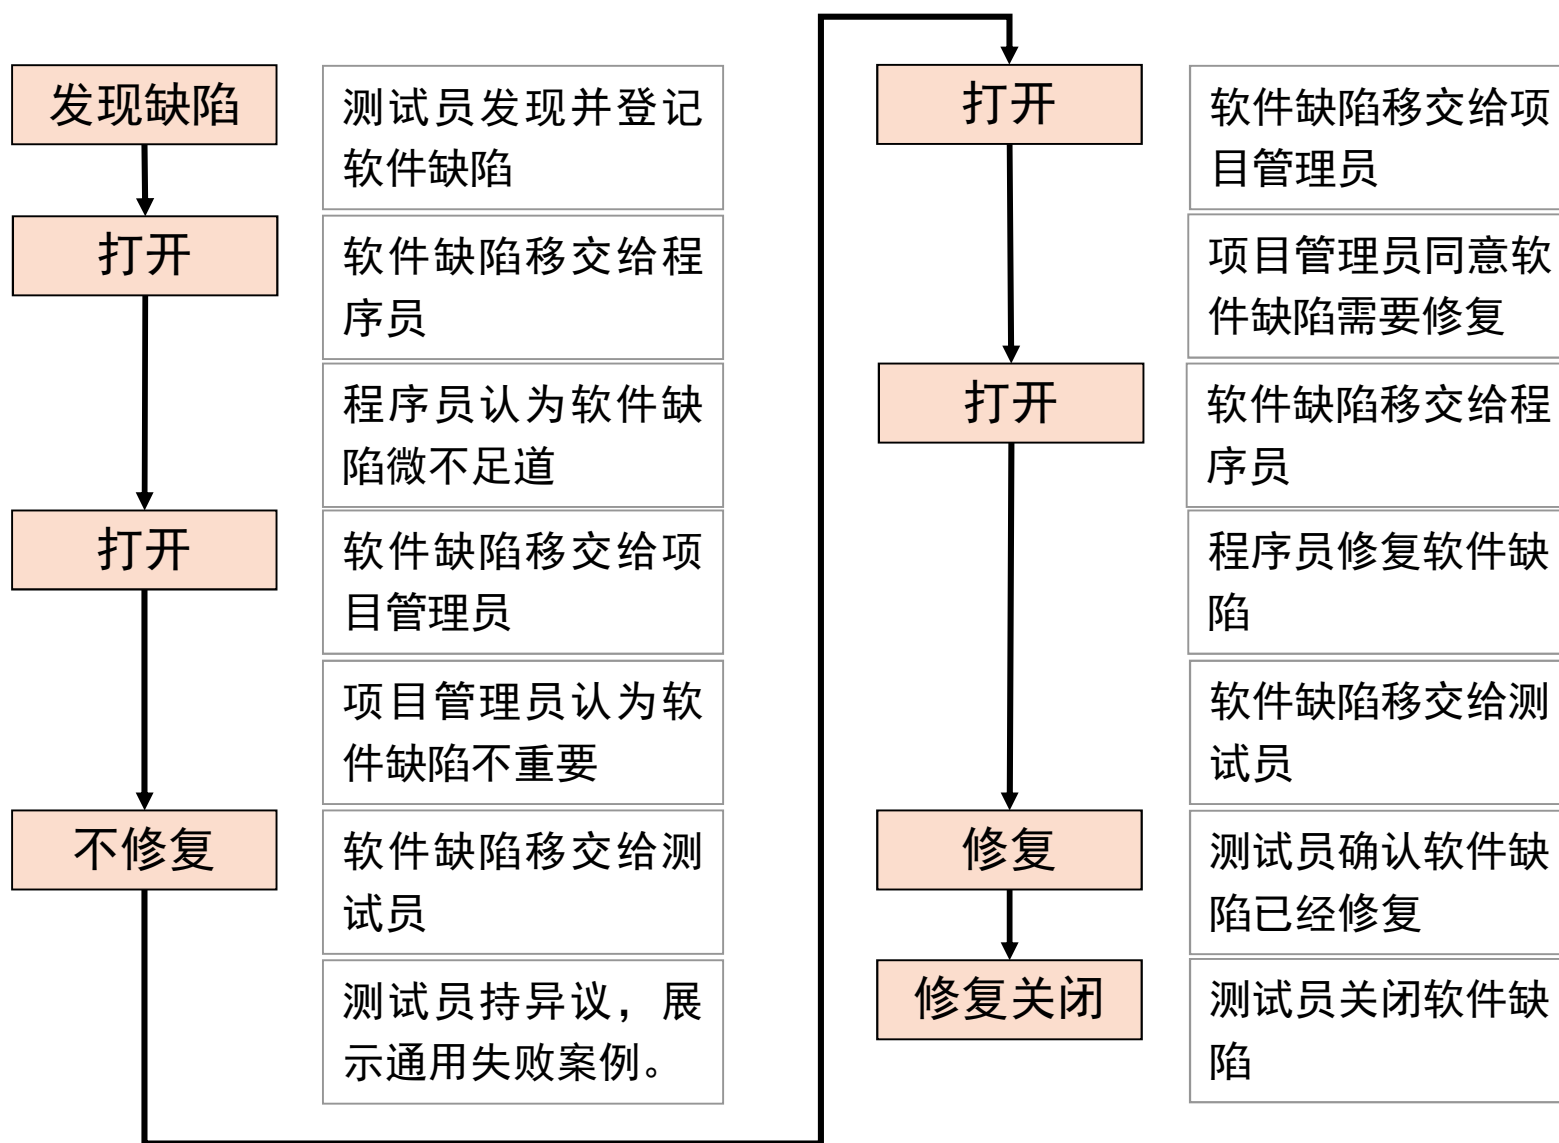 发现缺陷
测试员发现并登记
软件缺陷
打开
软件缺陷移交给程
序员
程序员认为软件缺
陷微不足道
打开
软件缺陷移交给项
目管理员
项目管理员认为软
件缺陷不重要
不修复
软件缺陷移交给测
试员
测试员持异议，展
示通用失败案例。
打开
软件缺陷移交给项
目管理员
项目管理员同意软
件缺陷需要修复
打开
软件缺陷移交给程
序员
程序员修复软件缺
陷
软件缺陷移交给测
试员
修复
测试员确认软件缺
陷已经修复
修复关闭
测试员关闭软件缺
陷